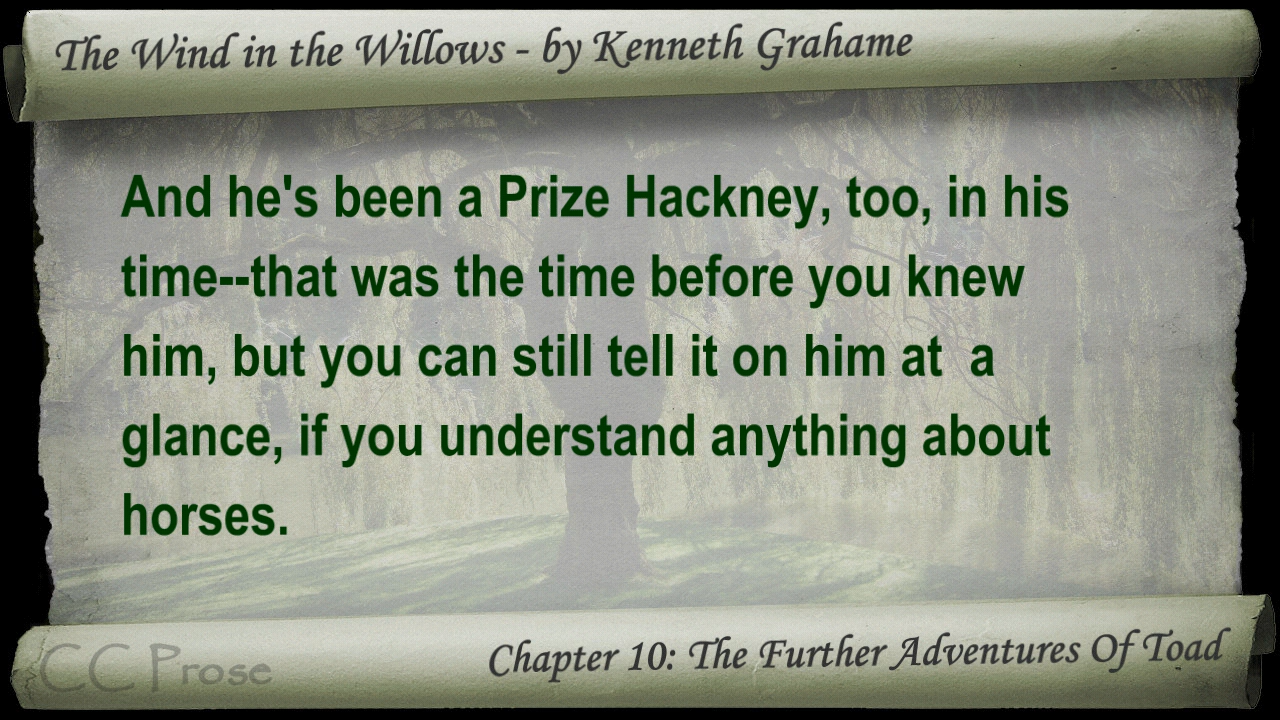 The Wind in the Willows - by Kenneth Grahame
And he's been a Prize Hackney, too, in his
time--that was the time before you knew
him, but you can still tell it on him at  a
glance, if you understand anything about
horses.
CC Prose
Chapter 10: The Further Adventures Of Toad